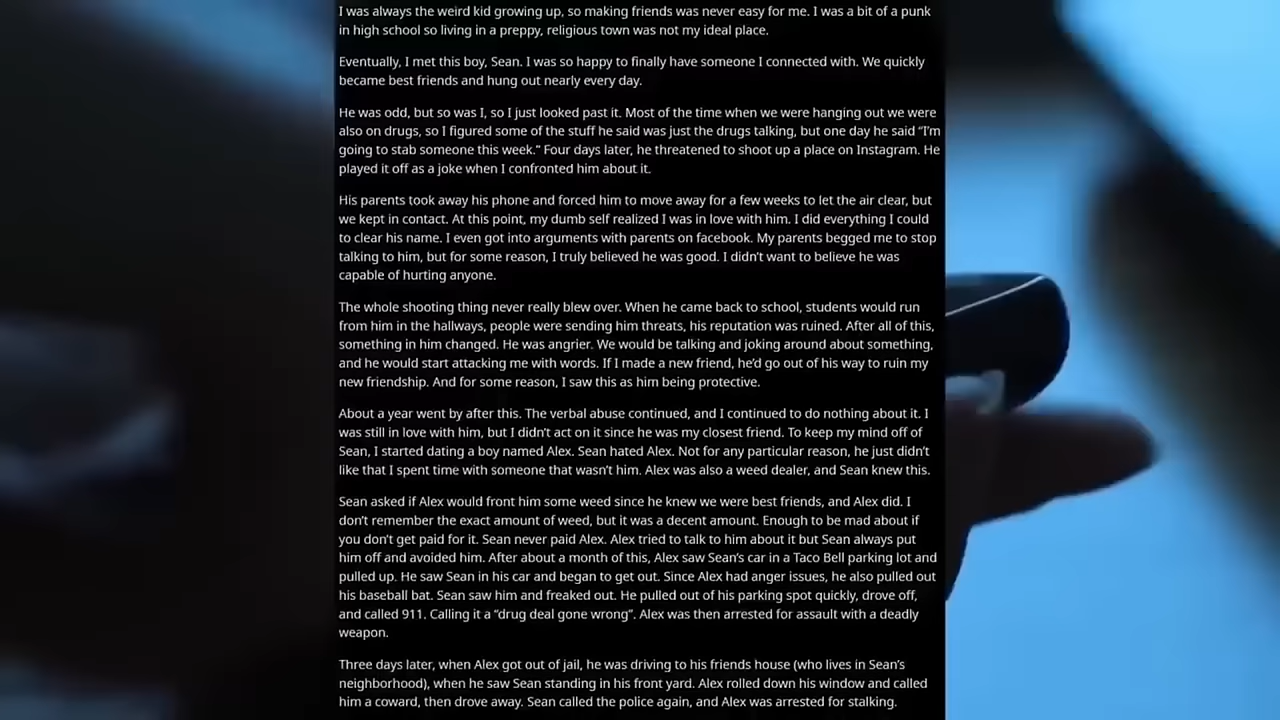 I was always the weird kid growing up, so making friends was never easy for me. I was a bit of a punk
in high school so living in a preppy, religious town was not my ideal place.
Eventually, I met this boy, Sean. I was so happy to finally have someone I connected with. We quickly
became best friends and hung out nearly every day.
He was odd, but so was I, so I just looked past it. Most of the time when we were hanging out we were
also on drugs, so I figured some of the stuff he said was just the drugs talking, but one day he said “I’m
going to stab someone this week.” Four days later, he threatened to shoot up a place on Instagram. He
played it off as a joke when I confronted him about it.
His parents took away his phone and forced him to move away for a few weeks to let the air clear, but
we kept in contact. At this point, my dumb self realized I was in love with him. I did everything I could
to clear his name. I even got into arguments with parents on facebook. My parents begged me to stop
talking to him, but for some reason, I truly believed he was good. I didn’t want to believe he was
capable of hurting anyone.
The whole shooting thing never really blew over. When he came back to school, students would run
from him in the hallways, people were sending him threats, his reputation was ruined. After all of this,
something in him changed. He was angrier. We would be talking and joking around about something,
and he would start attacking me with words. If I made a new friend, he’d go out of his way to ruin my
new friendship. And for some reason, I saw this as him being protective.
About a year went by after this. The verbal abuse continued, and I continued to do nothing about it. I
was still in love with him, but I didn’t act on it since he was my closest friend. To keep my mind off of
Sean, I started dating a boy named Alex. Sean hated Alex. Not for any particular reason, he just didn’t
like that I spent time with someone that wasn’t him. Alex was also a weed dealer, and Sean knew this.
Sean asked if Alex would front him some weed since he knew we were best friends, and Alex did. I
don’t remember the exact amount of weed, but it was a decent amount. Enough to be mad about if
you don’t get paid for it. Sean never paid Alex. Alex tried to talk to him about it but Sean always put
him off and avoided him. After about a month of this, Alex saw Sean’s car in a Taco Bell parking lot and
pulled up. He saw Sean in his car and began to get out. Since Alex had anger issues, he also pulled out
his baseball bat. Sean saw him and freaked out. He pulled out of his parking spot quickly, drove off,
and called 911. Calling it a “drug deal gone wrong”. Alex was then arrested for assault with a deadly
weapon.
Three days later, when Alex got out of jail, he was driving to his friends house (who lives in Sean’s
neighborhood), when he saw Sean standing in his front yard. Alex rolled down his window and called
him a coward, then drove away. Sean called the police again, and Alex was arrested for stalking.